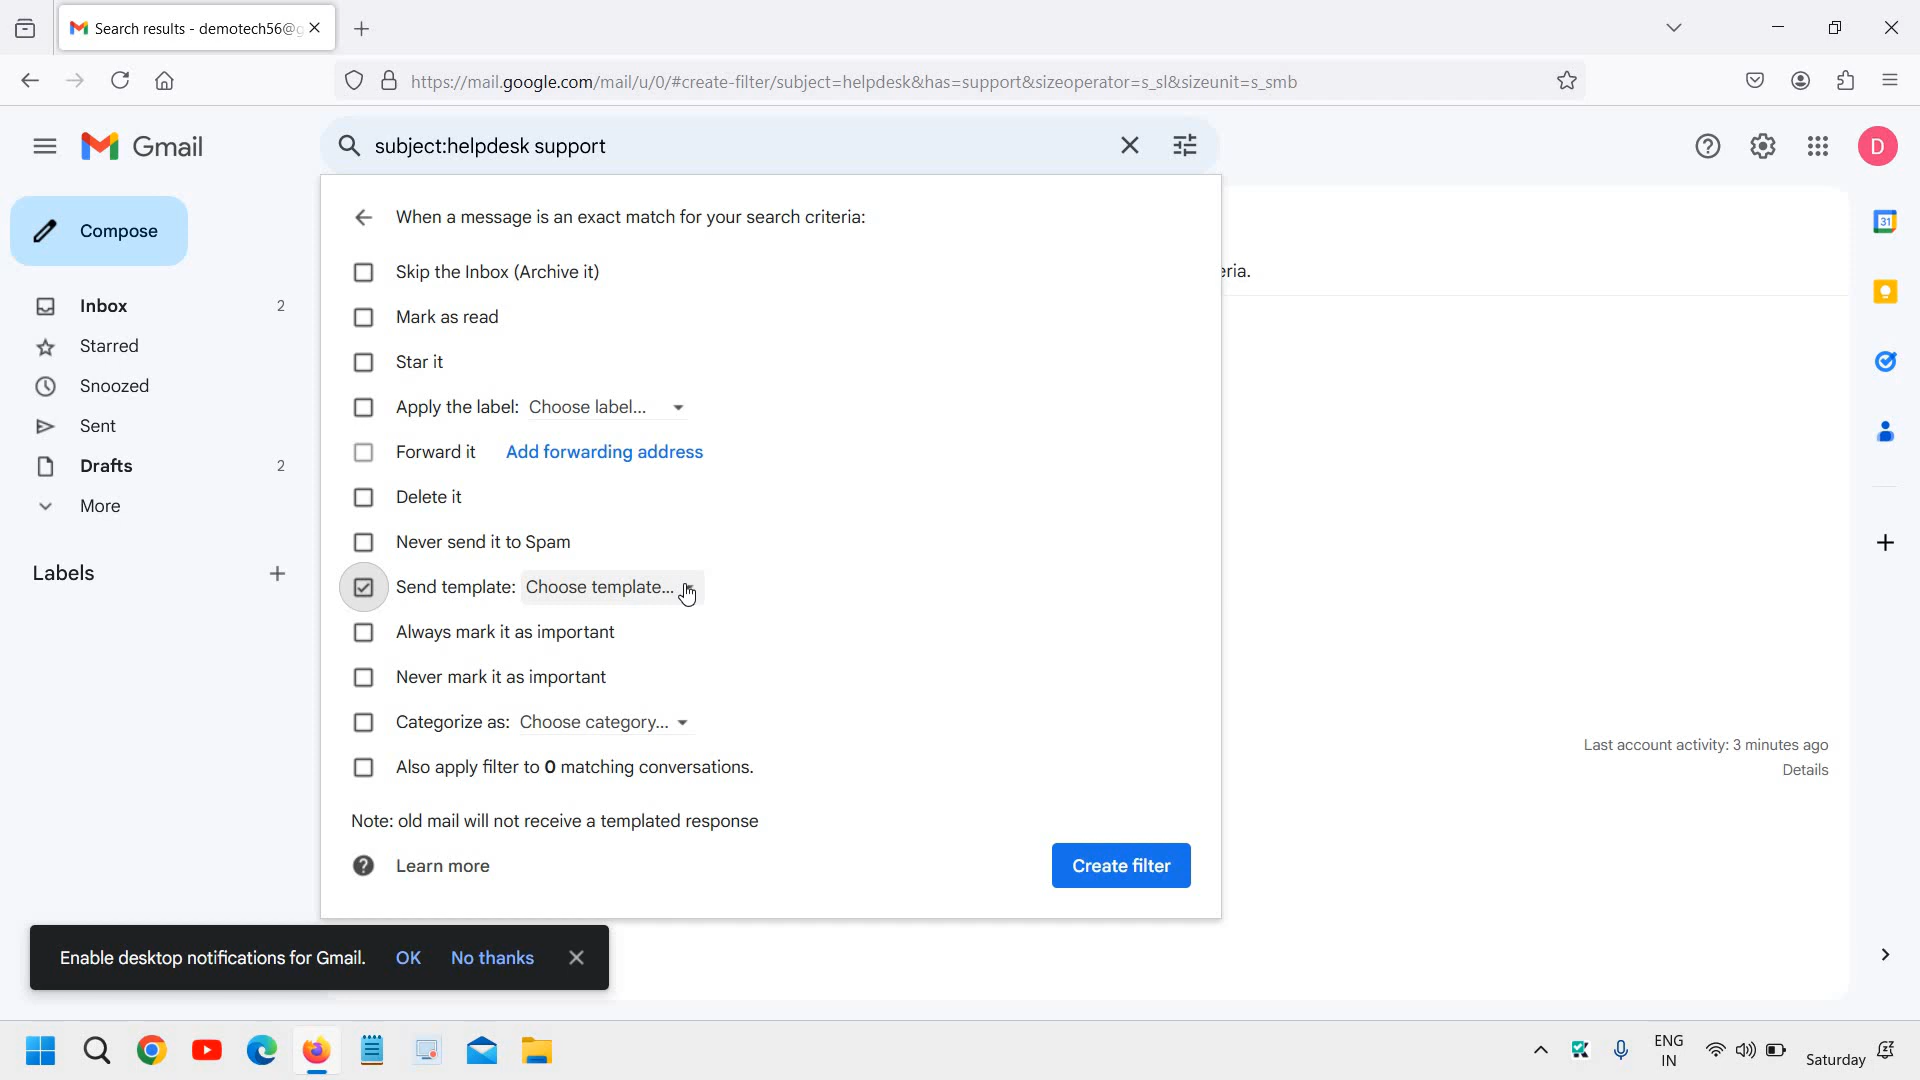 Search results - demotech56@g
https://mail.google.com/mail/u/0/#create-filter/subject=helpdesk&has=support&sizeoperator=s_sl&sizeunit=s_smb
Gmail
subject:helpdesk support
D
Compose
When a message is an exact match for your search criteria:
Skip the Inbox (Archive it)
eria.
Inbox 2
Mark as read
Starred
Star it
Snoozed
Apply the label: Choose label...
Sent
Forward it Add forwarding address
Drafts 2
Delete it
More
Never send it to Spam
Labels
Send template: Choose template...
Always mark it as important
Never mark it as important
Categorize as: Choose category...
Last account activity: 3 minutes ago
Also apply filter to 0 matching conversations.
Details
Note: old mail will not receive a templated response
Learn more
Create filter
Enable desktop notifications for Gmail. OK No thanks
31
ENG
IN
Saturday